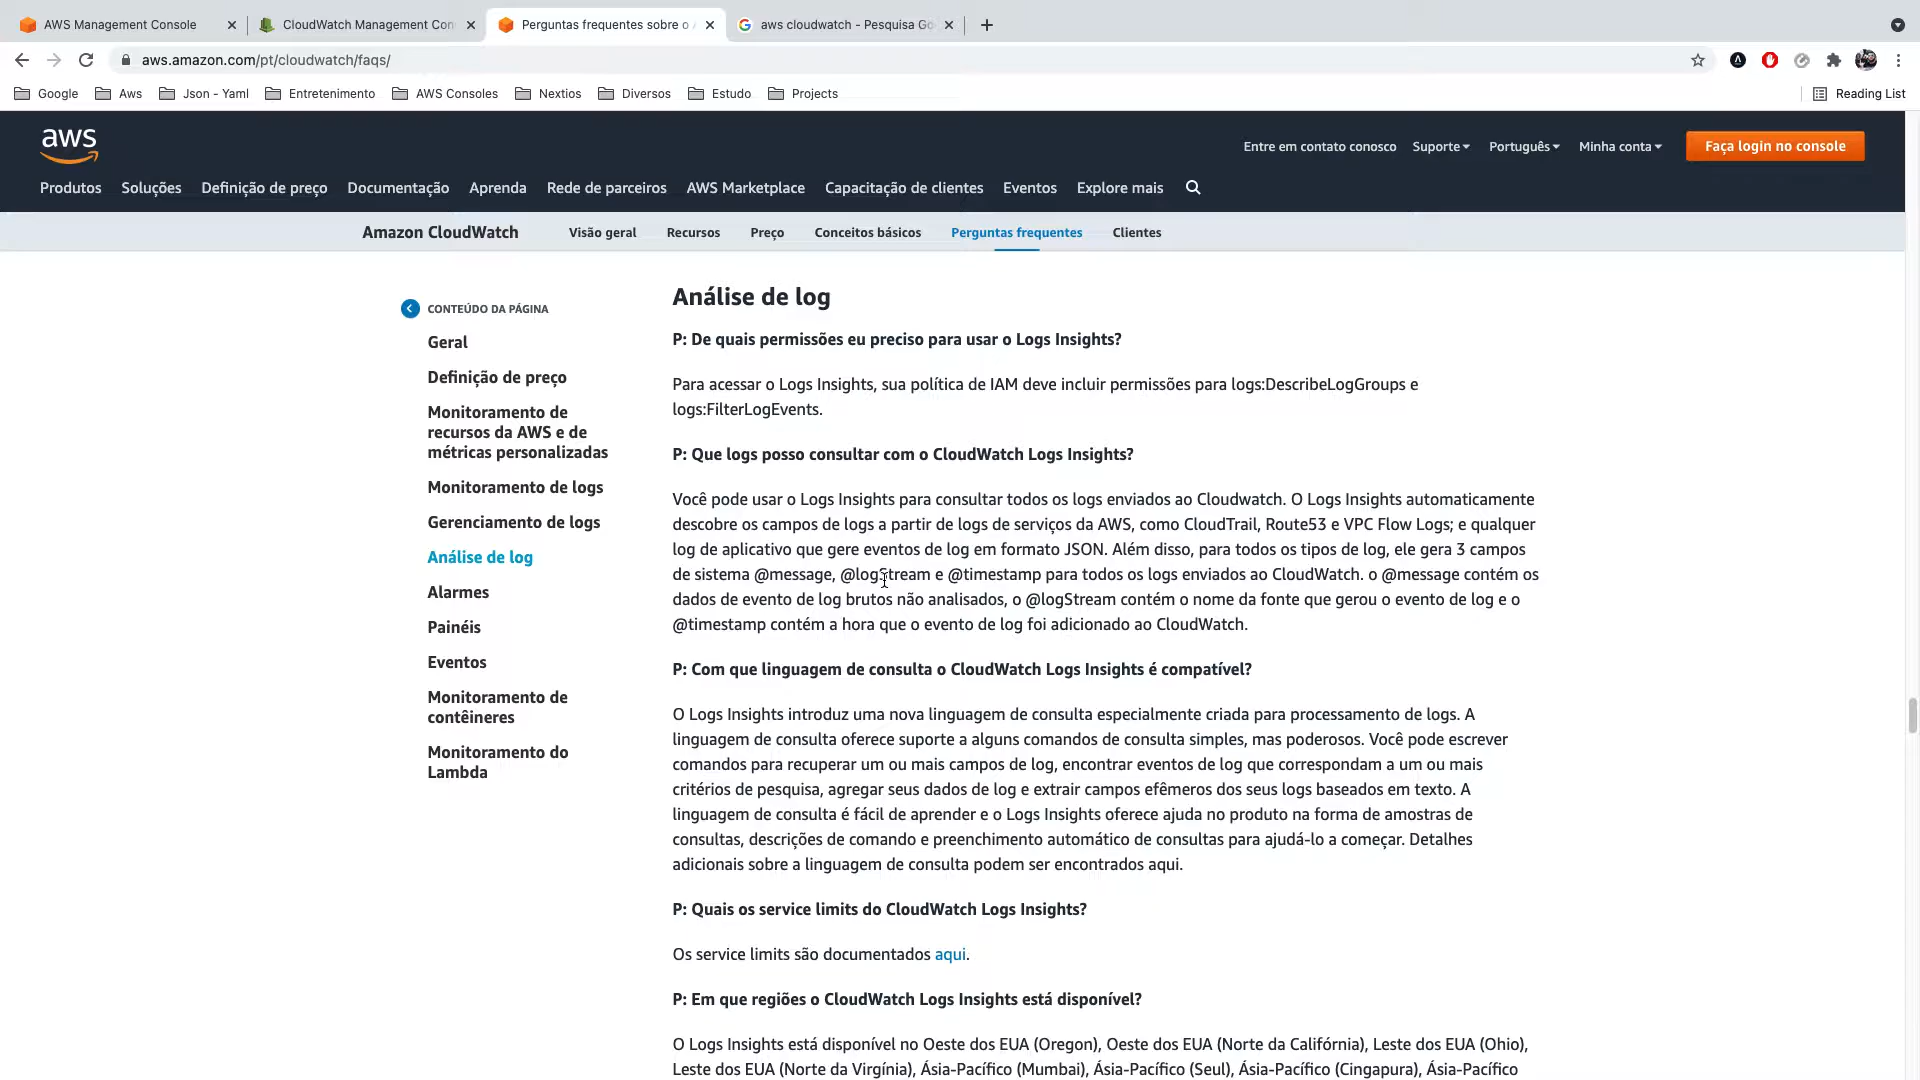 AWS Management Console
CloudWatch Management Con
Perguntas frequentes sobre o
aws cloudwatch - Pesquisa Go
aws.amazon.com/pt/cloudwatch/faqs/
Google Aws Json - Yaml Entretenimento AWS Consoles Nextios Diversos Estudo Projects Reading List
aws
Entre em contato conosco Suporte Português Minha conta Faça login no console
Produtos Soluções Definição de preço Documentação Aprenda Rede de parceiros AWS Marketplace Capacitação de clientes Eventos Explore mais
Amazon CloudWatch Visão geral Recursos Preço Conceitos básicos Perguntas frequentes Clientes
CONTEÚDO DA PÁGINA
Geral
Definição de preço
Monitoramento de
recursos da AWS e de
métricas personalizadas
Monitoramento de logs
Gerenciamento de logs
Análise de log
Alarmes
Painéis
Eventos
Monitoramento de
contêineres
Monitoramento do
Lambda
Análise de log
P: De quais permissões eu preciso para usar o Logs Insights?
Para acessar o Logs Insights, sua política de IAM deve incluir permissões para logs:DescribeLogGroups e
logs:FilterLogEvents.
P: Que logs posso consultar com o CloudWatch Logs Insights?
Você pode usar o Logs Insights para consultar todos os logs enviados ao Cloudwatch. O Logs Insights automaticamente
descobre os campos de logs a partir de logs de serviços da AWS, como CloudTrail, Route53 e VPC Flow Logs; e qualquer
log de aplicativo que gere eventos de log em formato JSON. Além disso, para todos os tipos de log, ele gera 3 campos
de sistema @message, @logStream e @timestamp para todos os logs enviados ao CloudWatch. o @message contém os
dados de evento de log brutos não analisados, o @logStream contém o nome da fonte que gerou o evento de log e o
@timestamp contém a hora que o evento de log foi adicionado ao CloudWatch.
P: Com que linguagem de consulta o CloudWatch Logs Insights é compatível?
O Logs Insights introduz uma nova linguagem de consulta especialmente criada para processamento de logs. A
linguagem de consulta oferece suporte a alguns comandos de consulta simples, mas poderosos. Você pode escrever
comandos para recuperar um ou mais campos de log, encontrar eventos de log que correspondam a um ou mais
critérios de pesquisa, agregar seus dados de log e extrair campos efêmeros dos seus logs baseados em texto. A
linguagem de consulta é fácil de aprender e o Logs Insights oferece ajuda no produto na forma de amostras de
consultas, descrições de comando e preenchimento automático de consultas para ajudá-lo a começar. Detalhes
adicionais sobre a linguagem de consulta podem ser encontrados aqui.
P: Quais os service limits do CloudWatch Logs Insights?
Os service limits são documentados aqui.
P: Em que regiões o CloudWatch Logs Insights está disponível?
O Logs Insights está disponível no Oeste dos EUA (Oregon), Oeste dos EUA (Norte da Califórnia), Leste dos EUA (Ohio),
Leste dos EUA (Norte da Virgínia), Ásia-Pacífico (Mumbai), Ásia-Pacífico (Seul), Ásia-Pacífico (Cingapura), Ásia-Pacífico